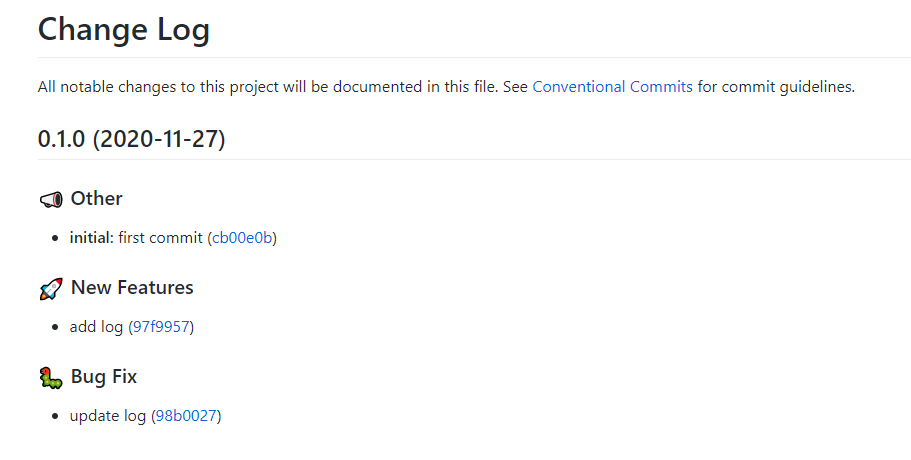 Change Log
All notable changes to this project will be documented in this file. See Conventional Commits for commit guidelines.
0.1.0 (2020-11-27)
Other
initial: first commit (cb00e0b)
New Features
add log (97f9957)
Bug Fix
update log (98b0027)